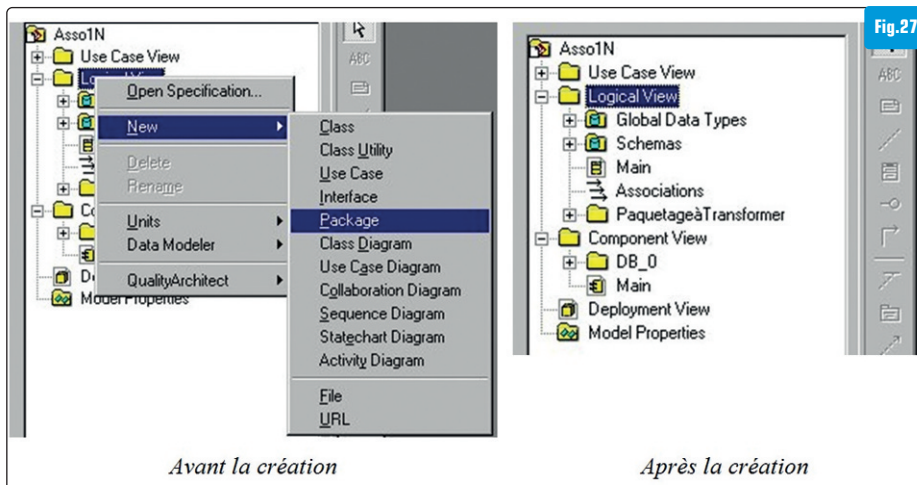 Fig.27
Asso1N
Use Case View
Open Specification...
New
Delete
Rename
Units
Data Modeler
QualityArchitect
Model Properties
Class
Class Utility
Use Case
Interface
Package
Class Diagram
Use Case Diagram
Collaboration Diagram
Sequence Diagram
Statechart Diagram
Activity Diagram
File
URL
ABC
Avant la création
Asso1N
Use Case View
Logical View
Global Data Types
Schemas
Main
Associations
PaquetageàTransformer
Component View
DB_0
Main
Deployment View
Model Properties
ABC
Après la création